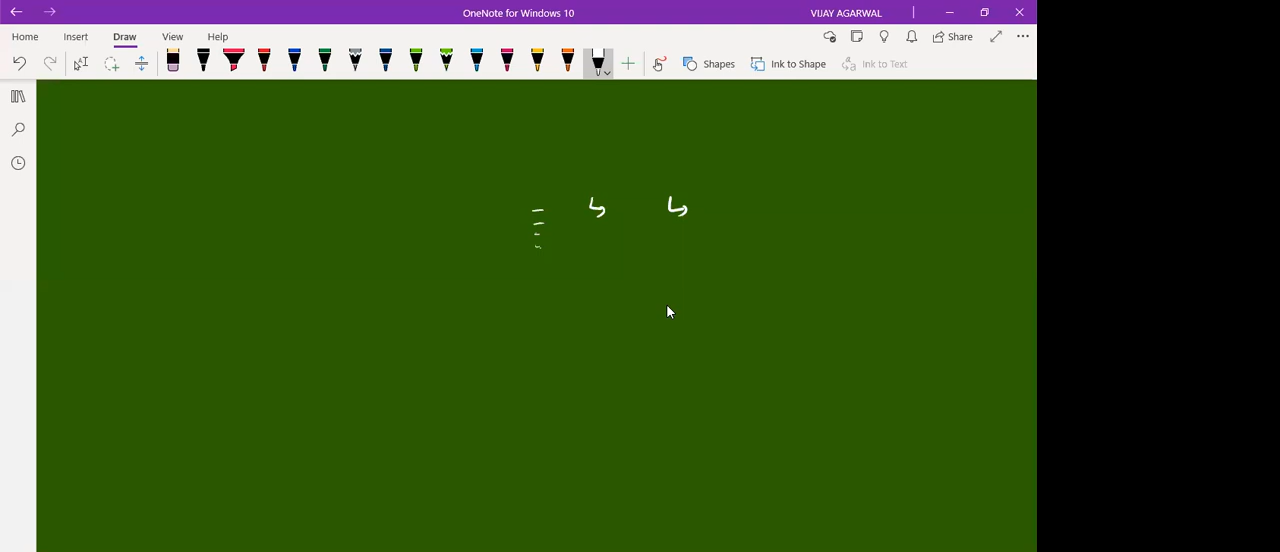 OneNote for Windows 10
VIJAY AGARWAL
Home Insert Draw View Help
Share
Shapes Ink to Shape Ink to Text